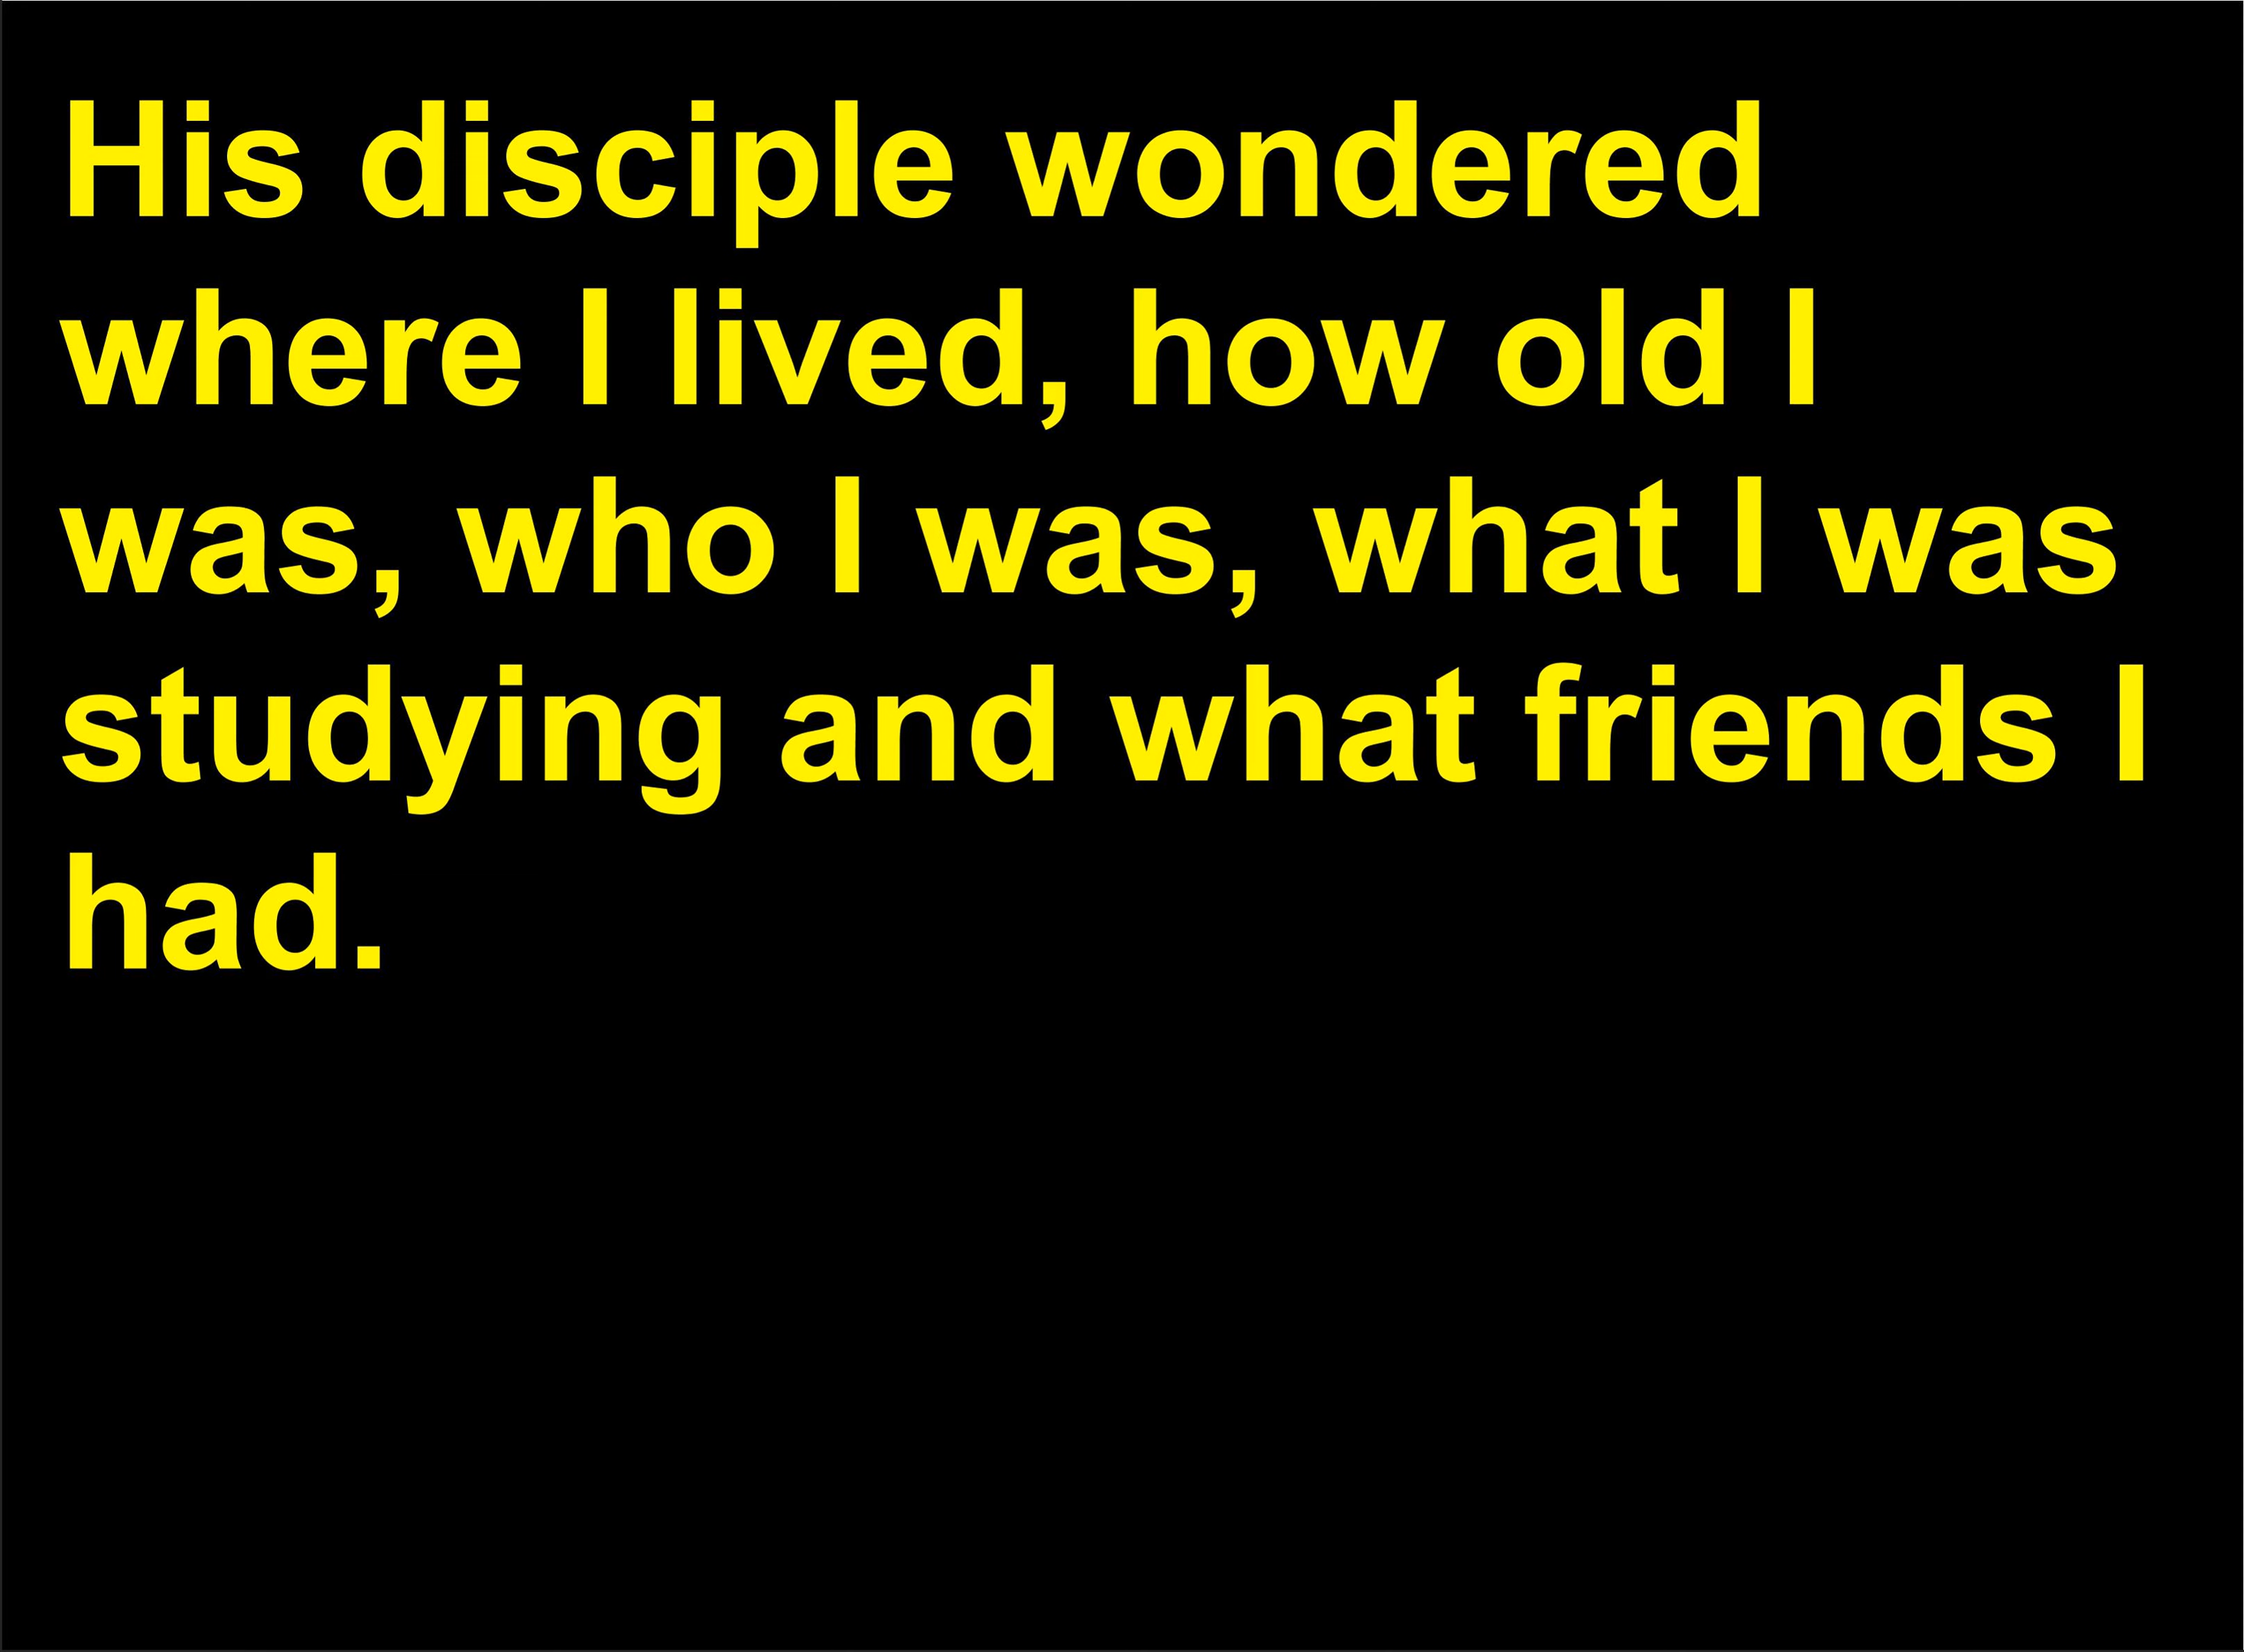 His disciple wondered
where I lived, how old I
was, who I was, what I was
studying and what friends I
had.